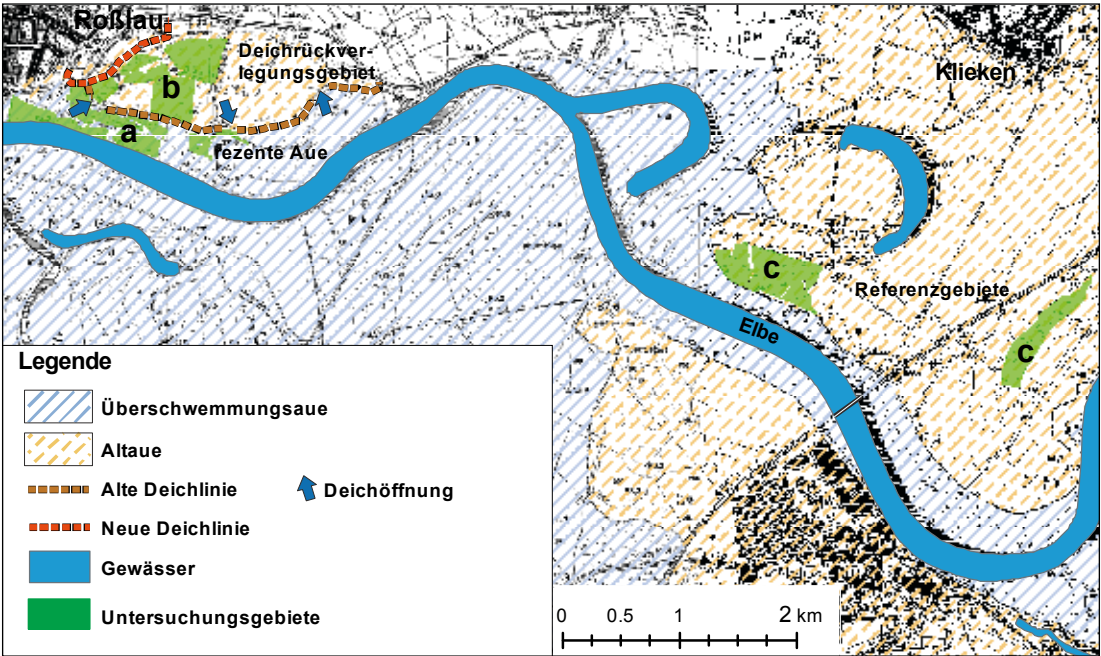 Roßlau
Deichrückver-
legungsgebiet
Klieken
b
a
rezente Aue
c
Referenzgebiete
Elbe
c
Legende
Überschwemmungsaue
Altaue
Alte Deichlinie
Deichöffnung
Neue Deichlinie
Gewässer
Untersuchungsgebiete
0 0.5 1 2 km